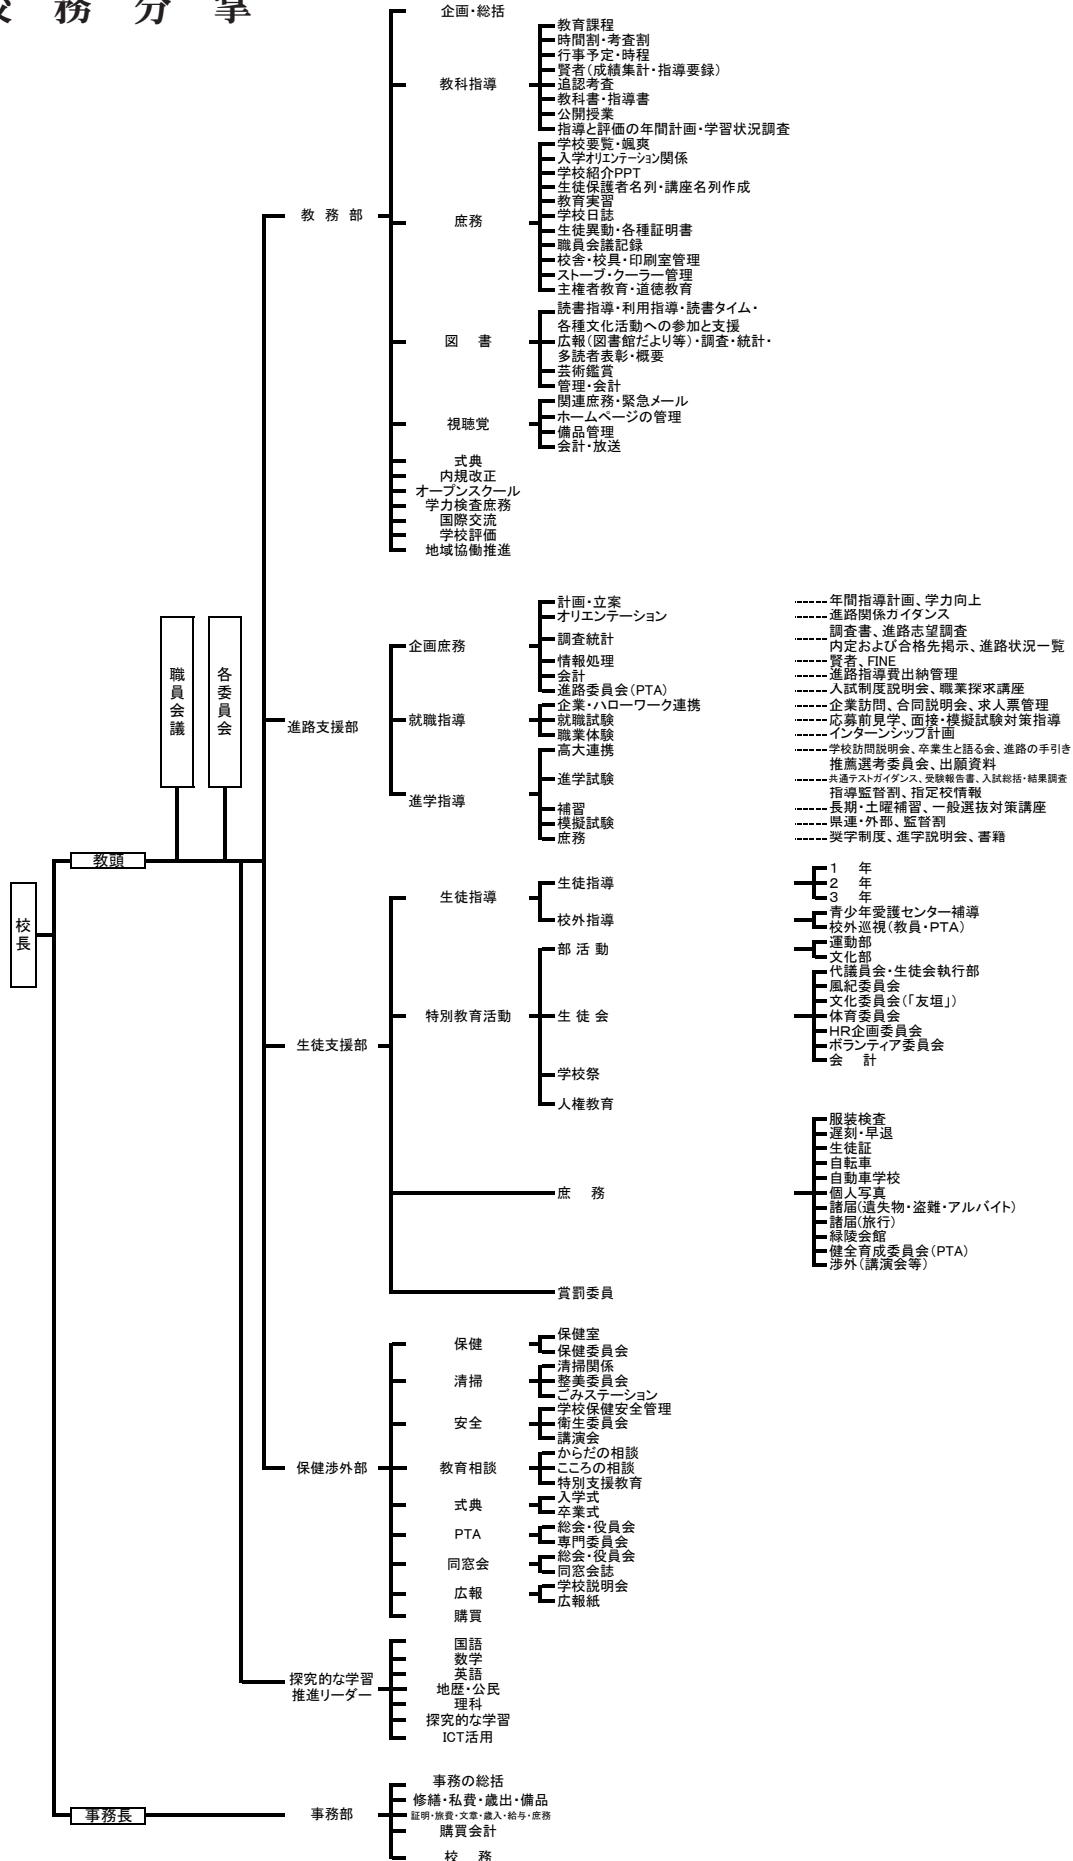 校 務 分 掌
校長
教頭
職員会議
各委員会
教 務 部
企画・総括
教科指導
教育課程
時間割・考査割
行事予定・時程
賢者（成績集計・指導要録）
追認考査
教科書・指導書
公開授業
指導と評価の年間計画・学習状況調査
庶務
学校要覧・颯爽
入学オリエンテーション関係
学校紹介PPT
生徒保護者名列・講座名列作成
教育実習
学校日誌
生徒異動・各種証明書
職員会議記録
校舎・校具・印刷室管理
ストーブ・クーラー管理
主権者教育・道徳教育
図 書
読書指導・利用指導・読書タイム・
各種文化活動への参加と支援
広報（図書館だより等）・調査・統計・
多読者表彰・概要
芸術鑑賞
管理・会計
視聴覚
関連庶務・緊急メール
ホームページの管理
備品管理
会計・放送
式典
内規改正
オープンスクール
学力検査庶務
国際交流
学校評価
地域協働推進
進路支援部
企画庶務
計画・立案
年間指導計画、学力向上
オリエンテーション
進路関係ガイダンス
調査統計
調査書、進路志望調査
内定および合格先掲示、進路状況一覧
情報処理
賢者、FINE
会計
進路指導費出納管理
進路委員会（PTA）
入試制度説明会、職業探求講座
就職指導
企業・ハローワーク連携
企業訪問、合同説明会、求人票管理
就職試験
応募前見学、面接・模擬試験対策指導
職業体験
インターンシップ計画
進学指導
高大連携
学校訪問説明会、卒業生と語る会、進路の手引き
進学試験
推薦選考委員会、出願資料
共通テストガイダンス、受験報告書、入試総括・結果調査
指導監督割、指定校情報
補習
長期・土曜補習、一般選抜対策講座
模擬試験
県連・外部、監督割
庶務
奨学制度、進学説明会、書籍
生徒支援部
生徒指導
生徒指導
1 年
2 年
3 年
校外指導
青少年愛護センター補導
校外巡視（教員・PTA）
特別教育活動
部 活 動
運動部
文化部
生 徒 会
代議員会・生徒会執行部
風紀委員会
文化委員会（「友垣」）
体育委員会
HR企画委員会
ボランティア委員会
会 計
学校祭
人権教育
庶 務
服装検査
遅刻・早退
生徒証
自転車
自動車学校
個人写真
諸届（遺失物・盗難・アルバイト）
諸届（旅行）
緑陵会館
健全育成委員会（PTA）
渉外（講演会等）
賞罰委員
保健渉外部
保健
保健室
保健委員会
清掃
清掃関係
整美委員会
ごみステーション
安全
学校保健安全管理
衛生委員会
講演会
教育相談
からだの相談
こころの相談
特別支援教育
式典
入学式
卒業式
PTA
総会・役員会
専門委員会
同窓会
総会・役員会
同窓会誌
広報
学校説明会
広報紙
購買
探究的な学習
推進リーダー
国語
数学
英語
地歴・公民
理科
探究的な学習
ICT活用
事務長
事務部
事務の総括
修繕・私費・歳出・備品
証明・旅費・文章・歳入・給与・庶務
購買会計
校 務